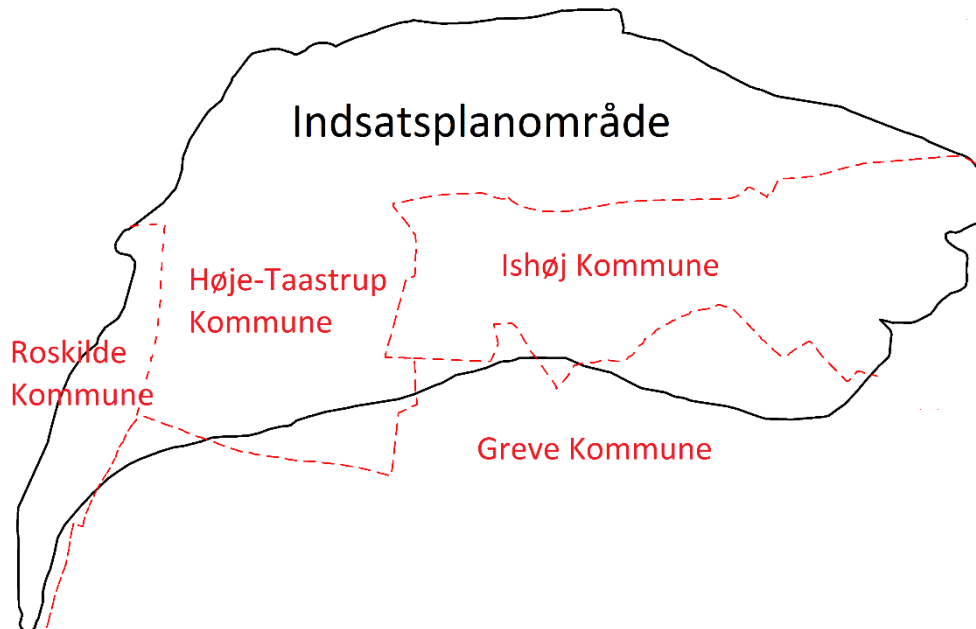 Indsatsplanområde
Ishøj Kommune
Høje-Taastrup
Kommune
Roskilde
Kommune
Greve Kommune